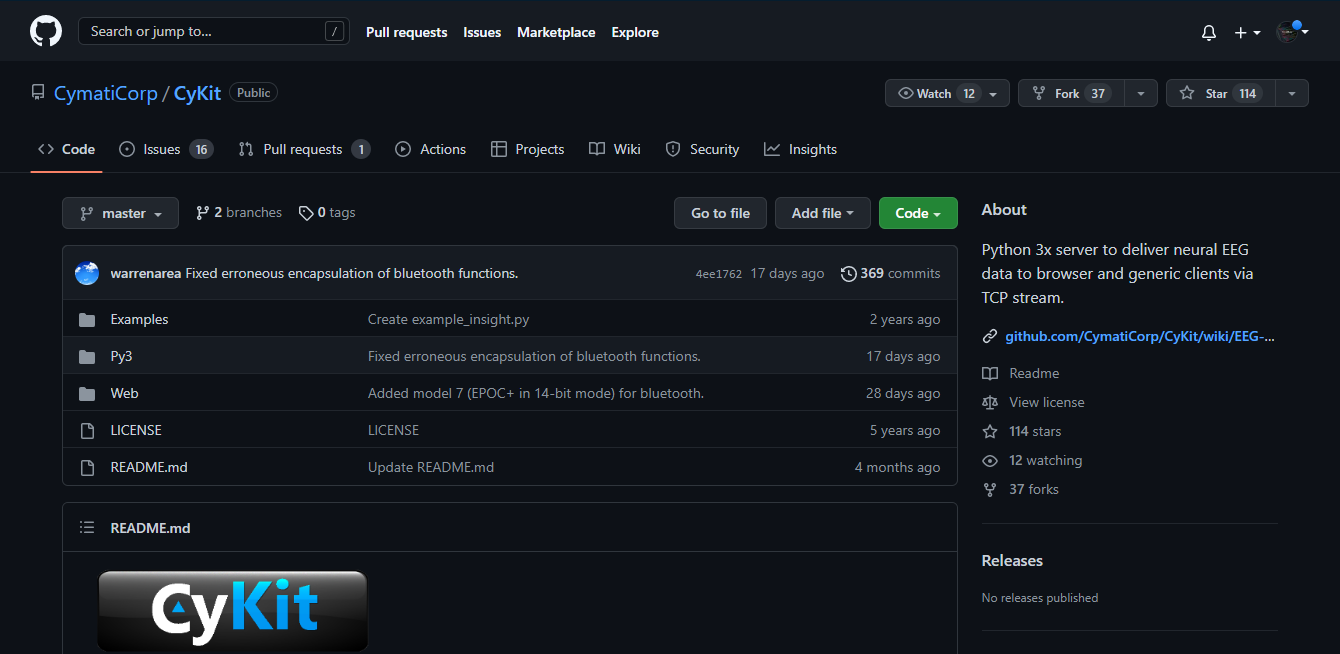 Search or jump to... / Pull requests Issues Marketplace Explore
CymatiCorp / CyKit Public Watch 12 Fork 37 Star 114
Code Issues 16 Pull requests 1 Actions Projects Wiki Security Insights
master 2 branches 0 tags Go to file Add file Code
warrenarea Fixed erroneous encapsulation of bluetooth functions. 4ee1762 17 days ago 369 commits
Examples Create example_insight.py 2 years ago
Py3 Fixed erroneous encapsulation of bluetooth functions. 17 days ago
Web Added model 7 (EPOC+ in 14-bit mode) for bluetooth. 28 days ago
LICENSE LICENSE 5 years ago
README.md Update README.md 4 months ago
README.md
CyKit
About
Python 3x server to deliver neural EEG
data to browser and generic clients via
TCP stream.
github.com/CymatiCorp/CyKit/wiki/EEG-...
Readme
View license
114 stars
12 watching
37 forks
Releases
No releases published